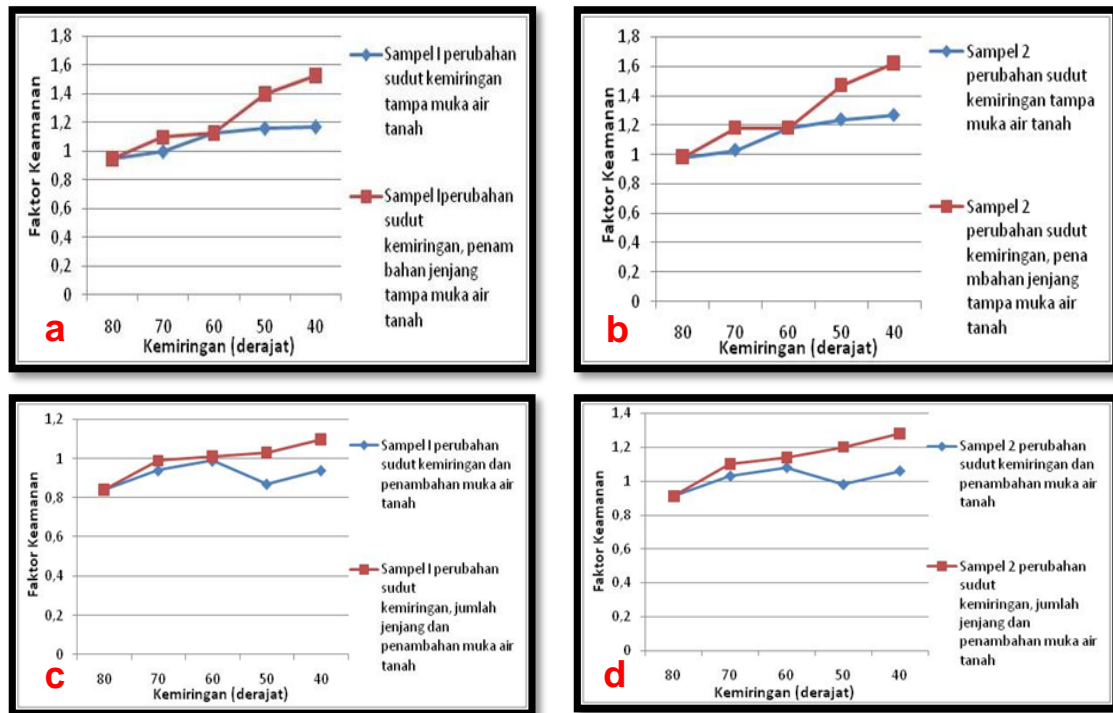 Faktor Keamanan
1,8
1,6
1,4
1,2
1
0,8
0,6
0,4
0,2
0
80 70 60 50 40
Kemiringan (derajat)
Sampel I perubahan
sudut kemiringan
tampa muka air
tanah
Sampel Iperubahan
sudut
kemiringan, penam
bahan jenjang
tampa muka air
tanah
a
Faktor Keamanan
1,8
1,6
1,4
1,2
1
0,8
0,6
0,4
0,2
0
80 70 60 50 40
Kemiringan (derajat)
Sampel 2
perubahan sudut
kemiringan tampa
muka air tanah
Sampel 2
perubahan sudut
kemiringan, pena
mbahan jenjang
tampa muka air
tanah
b
Faktor Keamanan
1,2
1
0,8
0,6
0,4
0,2
0
80 70 60 50 40
Kemiringan (derajat)
Sampel I perubahan
sudut kemiringan dan
penambahan muka air
tanah
Sampel I perubahan
sudut
kemiringan, jumlah
jenjang dan
penambahan muka air
tanah
c
Faktor Keamanan
1,4
1,2
1
0,8
0,6
0,4
0,2
0
80 70 60 50 40
Kemiringan (derajat)
Sampel 2 perubahan
sudut kemiringan dan
penambahan muka air
tanah
Sampel 2 perubahan
sudut
kemiringan, jumlah
jenjang dan
penambahan muka air
tanah
d